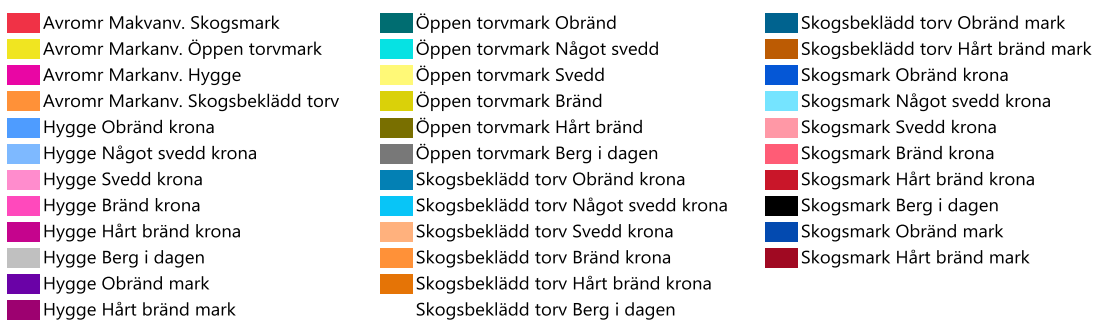 Avromr Makvanv. Skogsmark
Avromr Markanv. Öppen torvmark
Avromr Markanv. Hygge
Avromr Markanv. Skogsbeklädd torv
Hygge Obränd krona
Hygge Något svedd krona
Hygge Svedd krona
Hygge Bränd krona
Hygge Hårt bränd krona
Hygge Berg i dagen
Hygge Obränd mark
Hygge Hårt bränd mark
Öppen torvmark Obränd
Öppen torvmark Något svedd
Öppen torvmark Svedd
Öppen torvmark Bränd
Öppen torvmark Hårt bränd
Öppen torvmark Berg i dagen
Skogsbeklädd torv Obränd krona
Skogsbeklädd torv Något svedd krona
Skogsbeklädd torv Svedd krona
Skogsbeklädd torv Bränd krona
Skogsbeklädd torv Hårt bränd krona
Skogsbeklädd torv Berg i dagen
Skogsbeklädd torv Obränd mark
Skogsbeklädd torv Hårt bränd mark
Skogsmark Obränd krona
Skogsmark Något svedd krona
Skogsmark Svedd krona
Skogsmark Bränd krona
Skogsmark Hårt bränd krona
Skogsmark Berg i dagen
Skogsmark Obränd mark
Skogsmark Hårt bränd mark